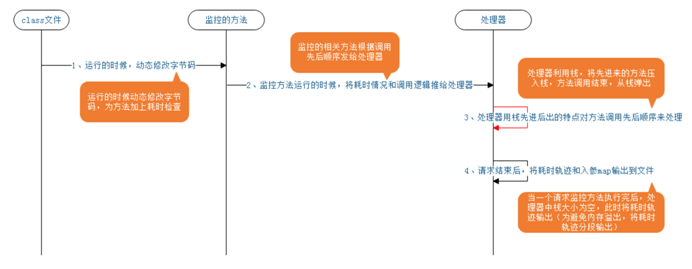 class文件
监控的方法
处理器
监控的相关方法根据调用
先后顺序发给处理器
1、运行的时候，动态修改字节码
2、监控方法运行的时候，将耗时情况和调用逻辑推给处理器
运行的时候动态修改字节
码，为方法加上耗时检查
处理器利用栈，将先进来的方法压
入栈，方法调用结束，从栈弹出
3、处理器用栈先进后出的特点对方法调用先后顺序来处理
4、请求结束后，将耗时轨迹和入参map输出到文件
当一个请求监控方法执行完后，处
理器中栈大小为空，此时将耗时轨
迹输出（为避免内存溢出，将耗时
轨迹分段输出）